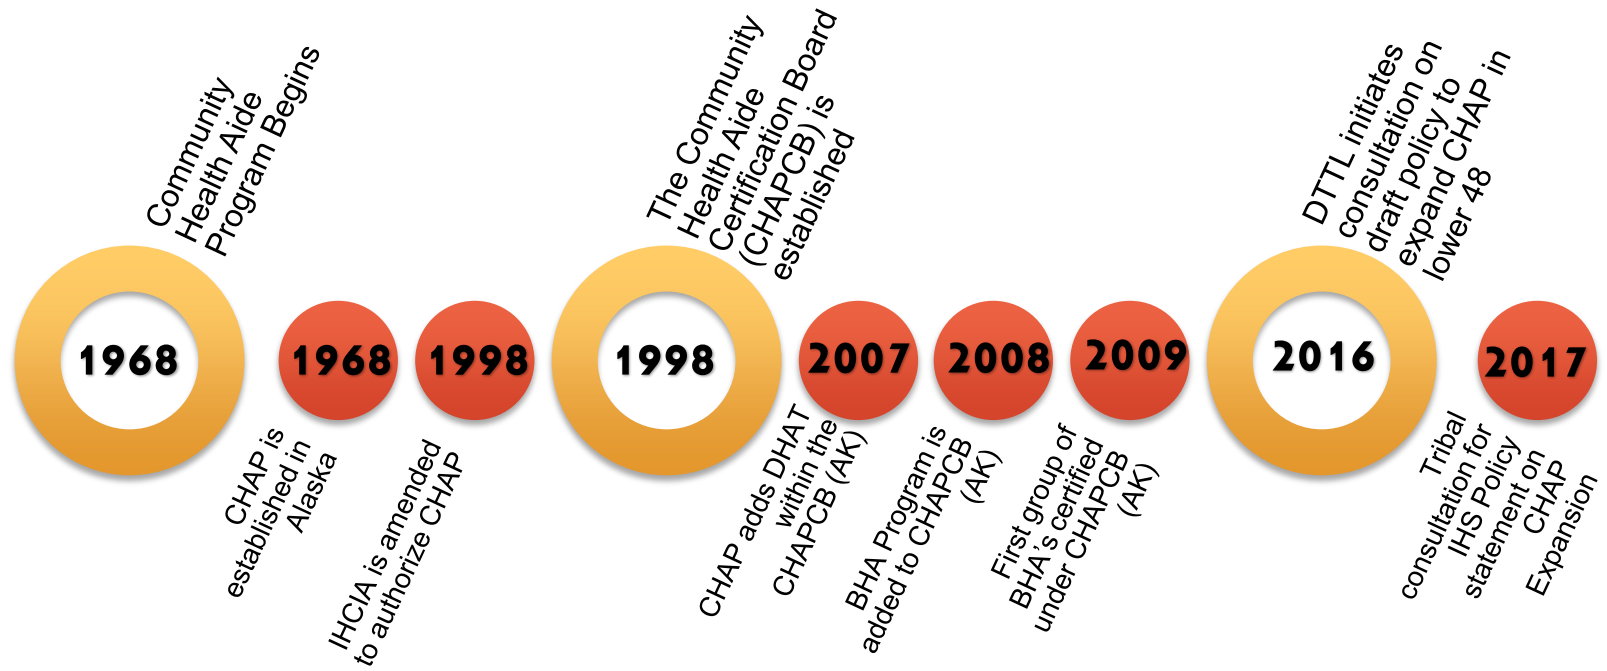 Community
Health Aide
Program Begins
1968
1968
CHAP is
established in
Alaska
1998
IHCIA is amended
to authorize CHAP
The Community
Health Aide
Certification Board
(CHAPCB) is
established
1998
2007
CHAP adds DHAT
within the
CHAPCB (AK)
2008
BHA Program is
added to CHAPCB
(AK)
2009
First group of
BHA's certified
under CHAPCB
(AK)
DTTL initiates
consultation on
draft policy to
expand CHAP in
lower 48
2016
2017
Tribal
consultation for
IHS Policy
statement on
CHAP
Expansion